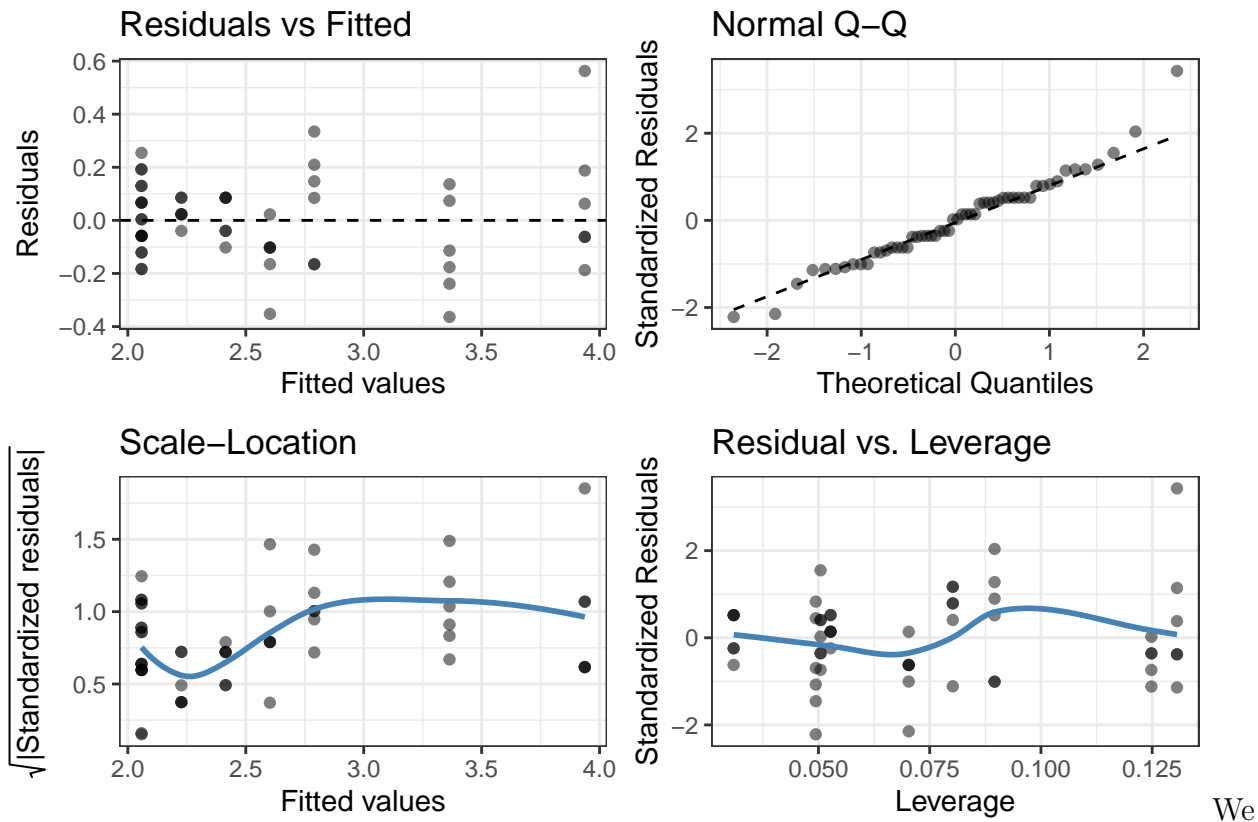 Residuals vs Fitted
Residuals
0.6
0.4
0.2
0.0
−0.2
−0.4
2.0 2.5 3.0 3.5 4.0
Fitted values
Normal Q−Q
Standardized Residuals
2
0
−2
−2 −1 0 1 2
Theoretical Quantiles
Scale−Location
√|Standardized residuals|
1.5
1.0
0.5
2.0 2.5 3.0 3.5 4.0
Fitted values
Residual vs. Leverage
Standardized Residuals
2
0
−2
0.050 0.075 0.100 0.125
Leverage
We